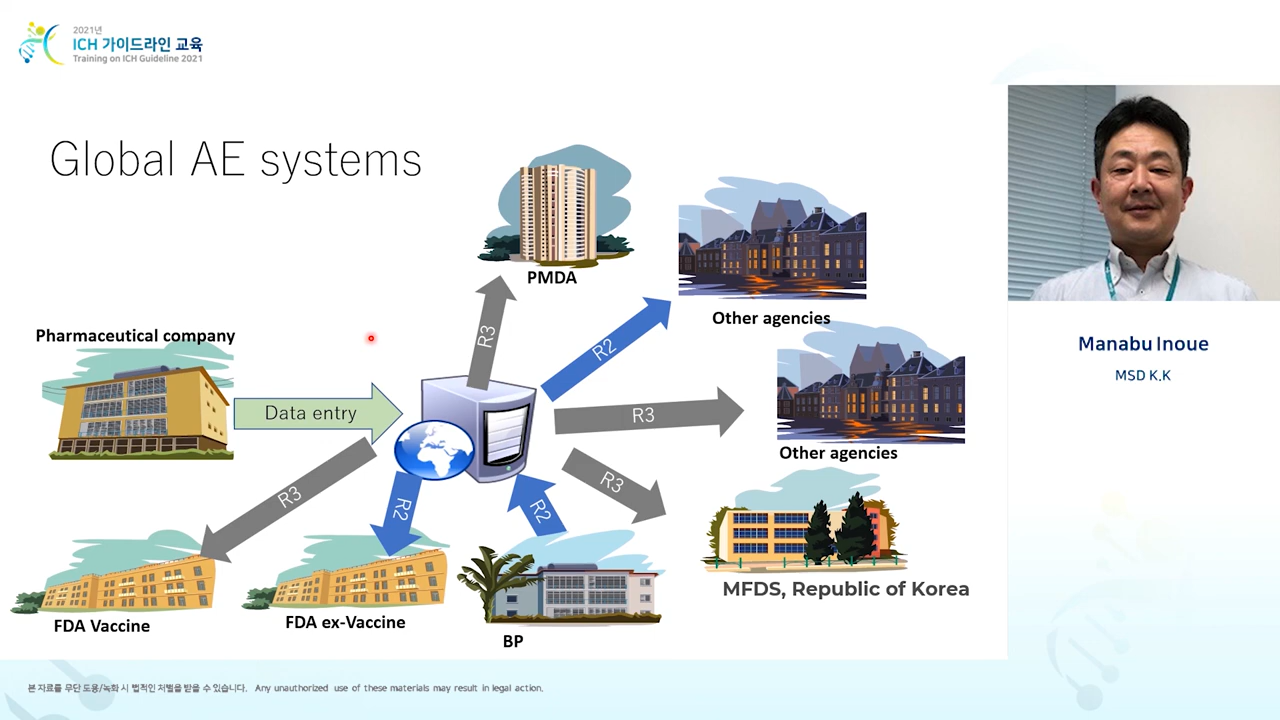 2021년
ICH 가이드라인 교육
Training on ICH Guideline 2021
Global AE systems
PMDA
Other agencies
Pharmaceutical company
R3
R2
Manabu Inoue
MSD K.K
Data entry
R3
Other agencies
R3
R2
R2
R3
MFDS, Republic of Korea
FDA Vaccine
FDA ex-Vaccine
BP
본 자료를 무단 도용/녹화 시 법적인 처벌을 받을 수 있습니다. Any unauthorized use of these materials may result in legal action.